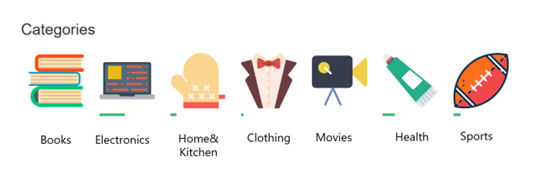 Categories
Books
Electronics
Home&
Kitchen
Clothing
Movies
Health
Sports